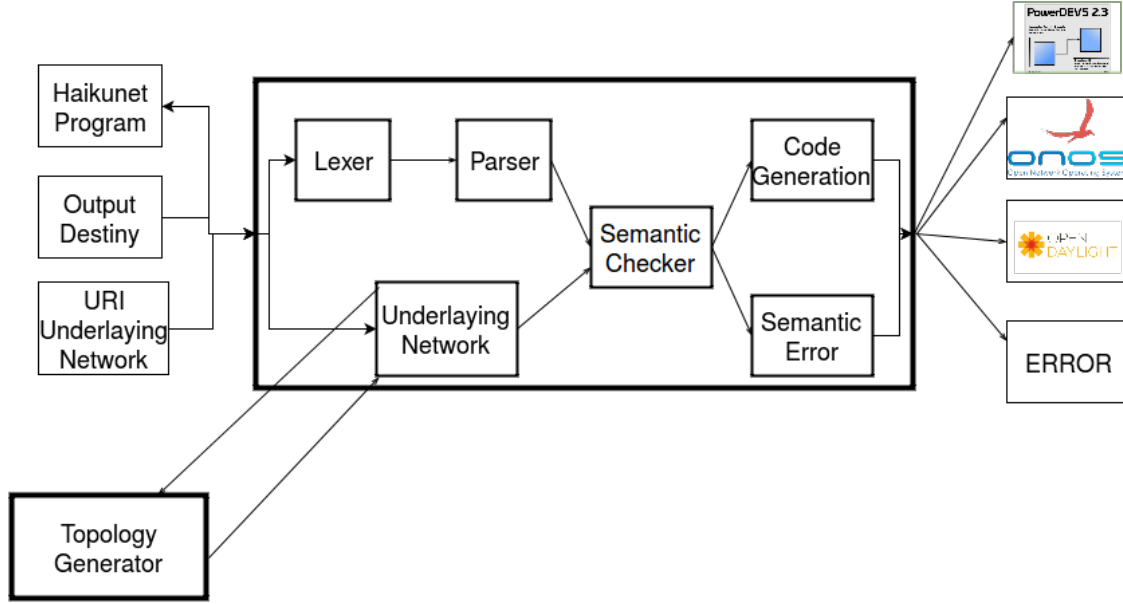 PowerDEVS 2.3
Haikunet
Program
Output
Destiny
URI
Underlaying
Network
Lexer
Parser
Code
Generation
Semantic
Checker
Underlaying
Network
Semantic
Error
onos
Open Network Operating System
OPEN
DAYLIGHT
ERROR
Topology
Generator